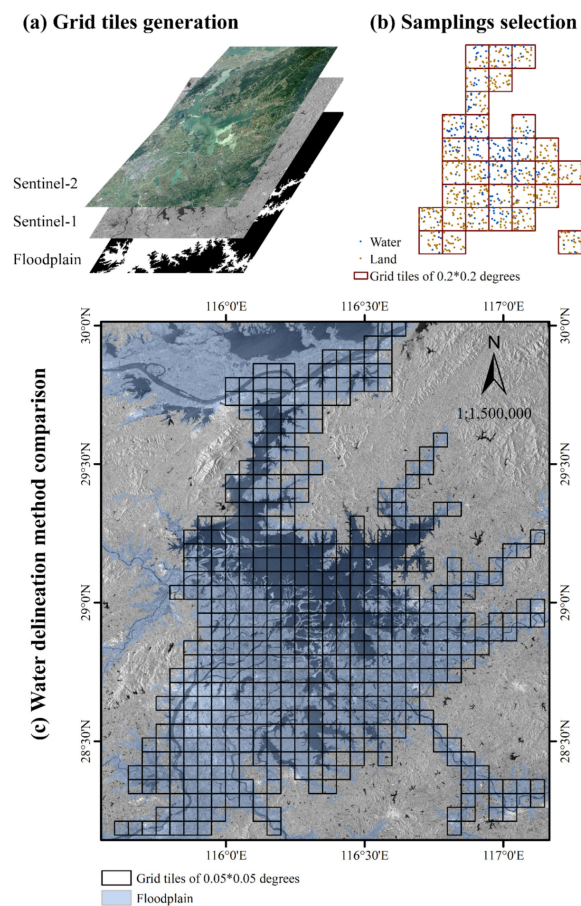 (a) Grid tiles generation
(b) Samplings selection
Sentinel-2
Sentinel-1
Floodplain
Water
Land
Grid tiles of 0.2*0.2 degrees
(c) Water delineation method comparison
116°0'E
116°30'E
117°0'E
30°0'N
29°30'N
29°0'N
28°30'N
N
1:1,500,000
30°0'N
29°30'N
29°0'N
28°30'N
116°0'E
116°30'E
117°0'E
Grid tiles of 0.05*0.05 degrees
Floodplain